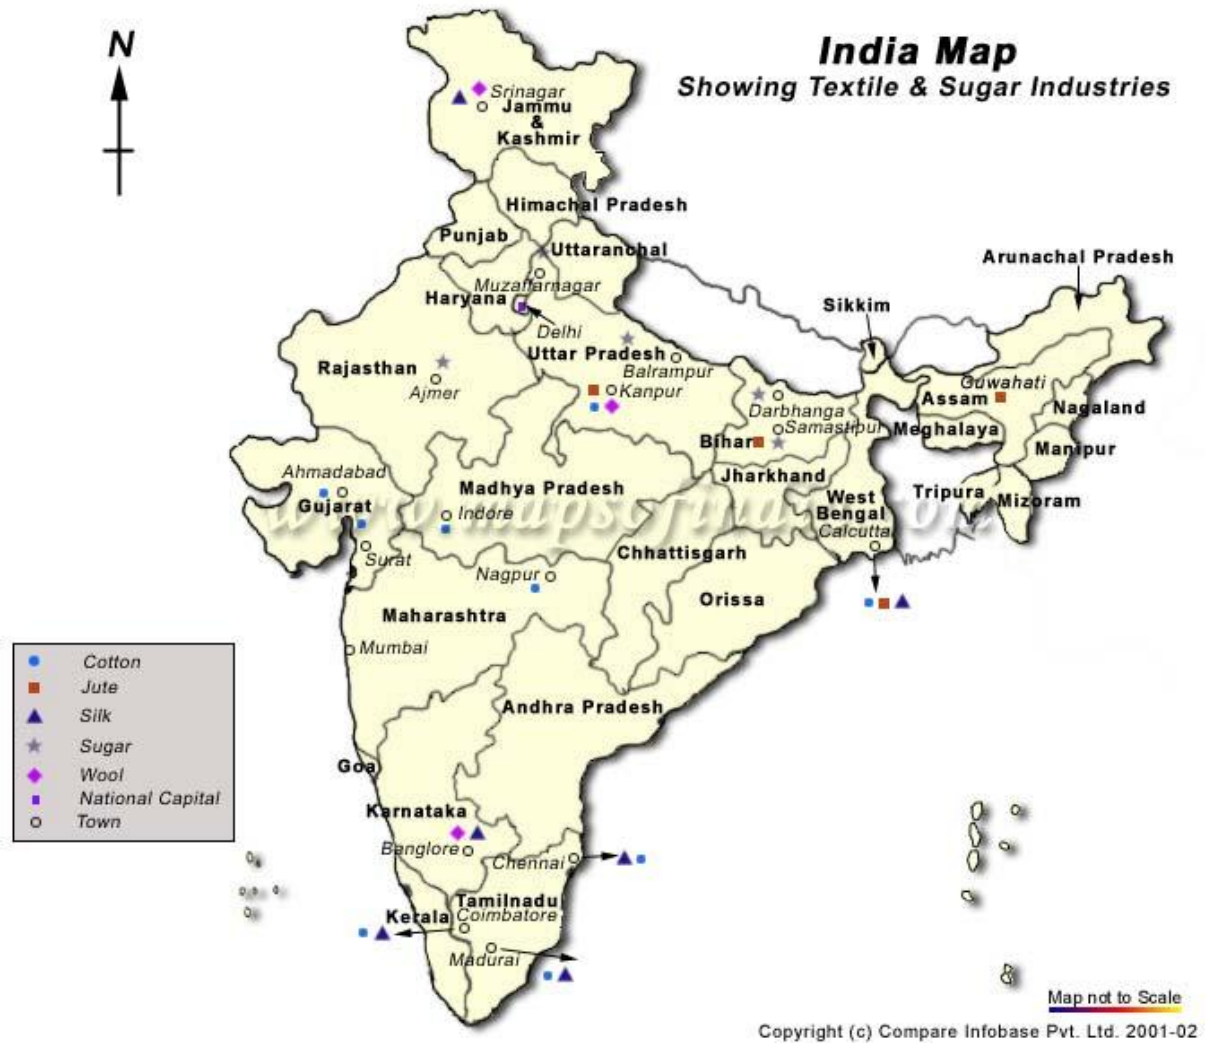 N
India Map
Showing Textile & Sugar Industries
Srinagar
Jammu
&
Kashmir
Himachal Pradesh
Punjab
Uttaranchal
Arunachal Pradesh
Muzaffarnagar
Haryana
Sikkim
Delhi
Uttar Pradesh
Balrampur
Rajasthan
Ajmer
Kanpur
Guwahati
Assam
Darbhanga
Nagaland
Samastipur
Meghalaya
Bihar
Manipur
Ahmadabad
Jharkhand
Madhya Pradesh
Gujarat
Indore
West
Bengal
Tripura
Mizoram
www.mapsofindia.com
Calcutta
Surat
Chhattisgarh
Nagpur
Orissa
Maharashtra
Mumbai
Cotton
Jute
Silk
Sugar
Wool
National Capital
Town
Andhra Pradesh
Goa
Karnataka
Banglore
Chennai
Tamilnadu
Kerala
Coimbatore
Madurai
Map not to Scale
Copyright (c) Compare Infobase Pvt. Ltd. 2001-02